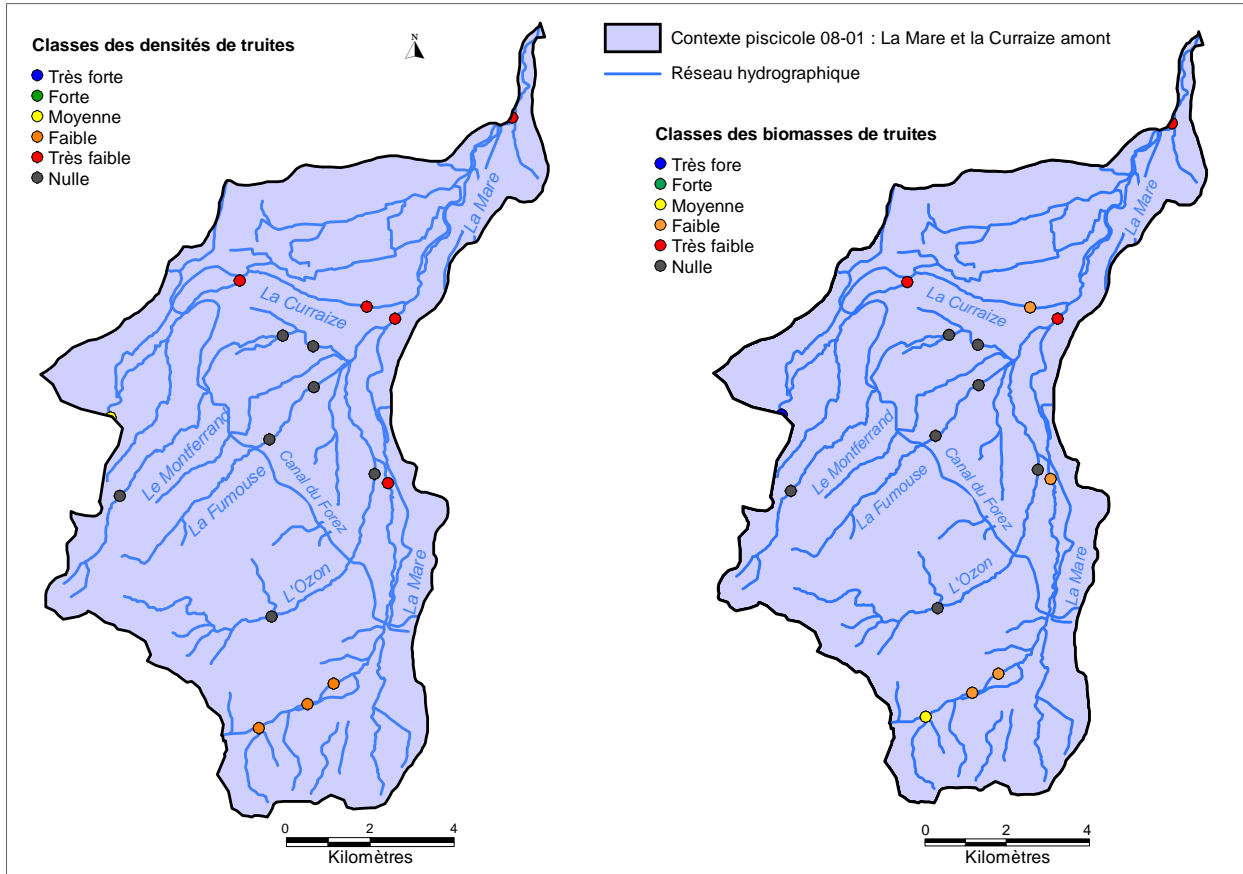 Classes des densités de truites
Très forte
Forte
Moyenne
Faible
Très faible
Nulle
N
Contexte piscicole 08-01 : La Mare et la Curraize amont
Réseau hydrographique
Classes des biomasses de truites
Très fore
Forte
Moyenne
Faible
Très faible
Nulle
La Mare
La Curraize
Le Montferrand
La Fumouse
Canal du Forez
L'Ozon
La Mare
0 2 4
Kilomètres
La Mare
La Curraize
Le Montferrand
La Fumouse
Canal du Forez
L'Ozon
La Mare
0 2 4
Kilomètres